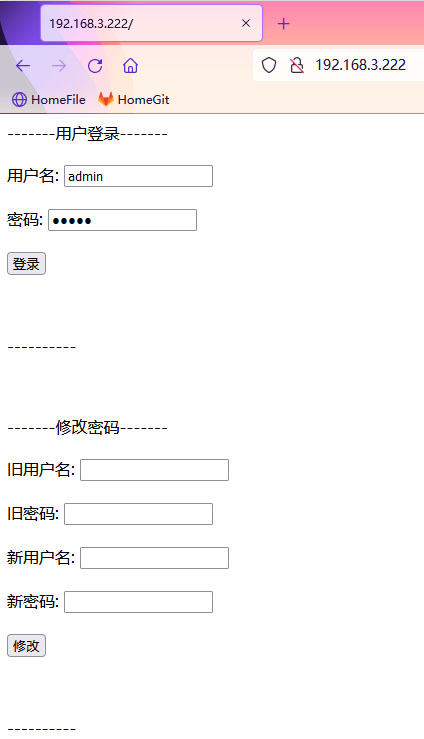 192.168.3.222/
192.168.3.222
HomeFile HomeGit
-------用户登录-------
用户名: admin
密码: ●●●●●
登录
----------
-------修改密码-------
旧用户名:
旧密码:
新用户名:
新密码:
修改
----------